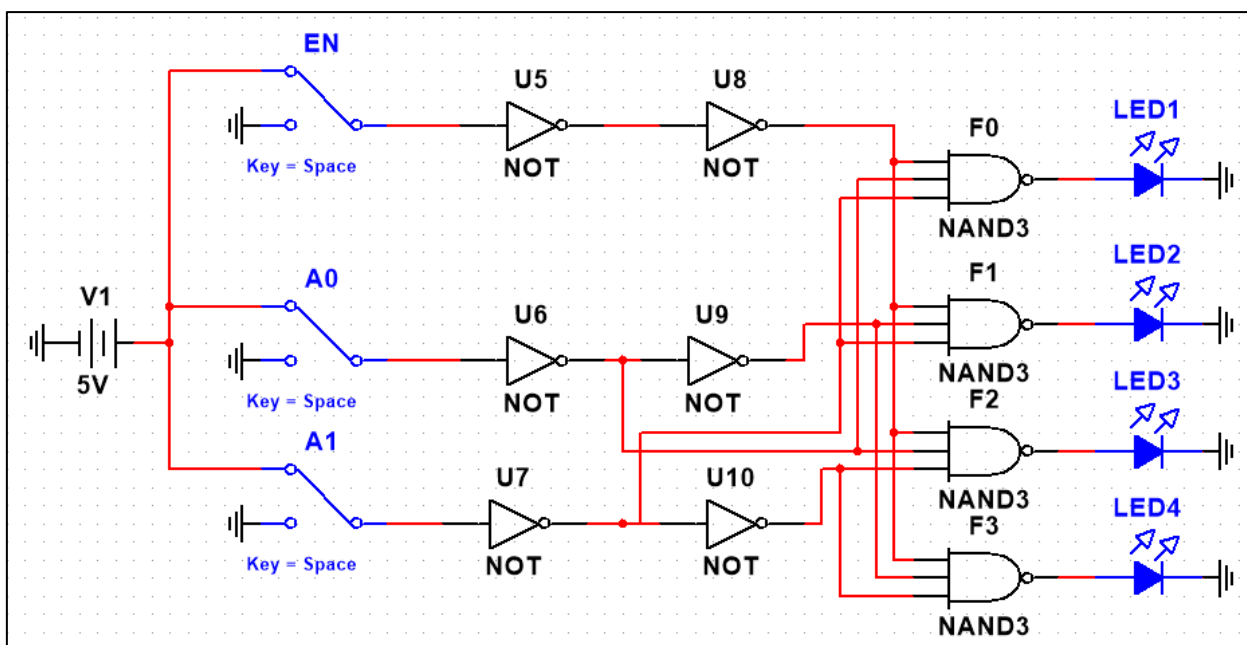 EN
Key = Space
U5
NOT
U8
NOT
F0
NAND3
LED1
F1
NAND3
LED2
V1
5V
A0
Key = Space
U6
NOT
U9
NOT
F2
NAND3
LED3
A1
Key = Space
U7
NOT
U10
NOT
F3
NAND3
LED4